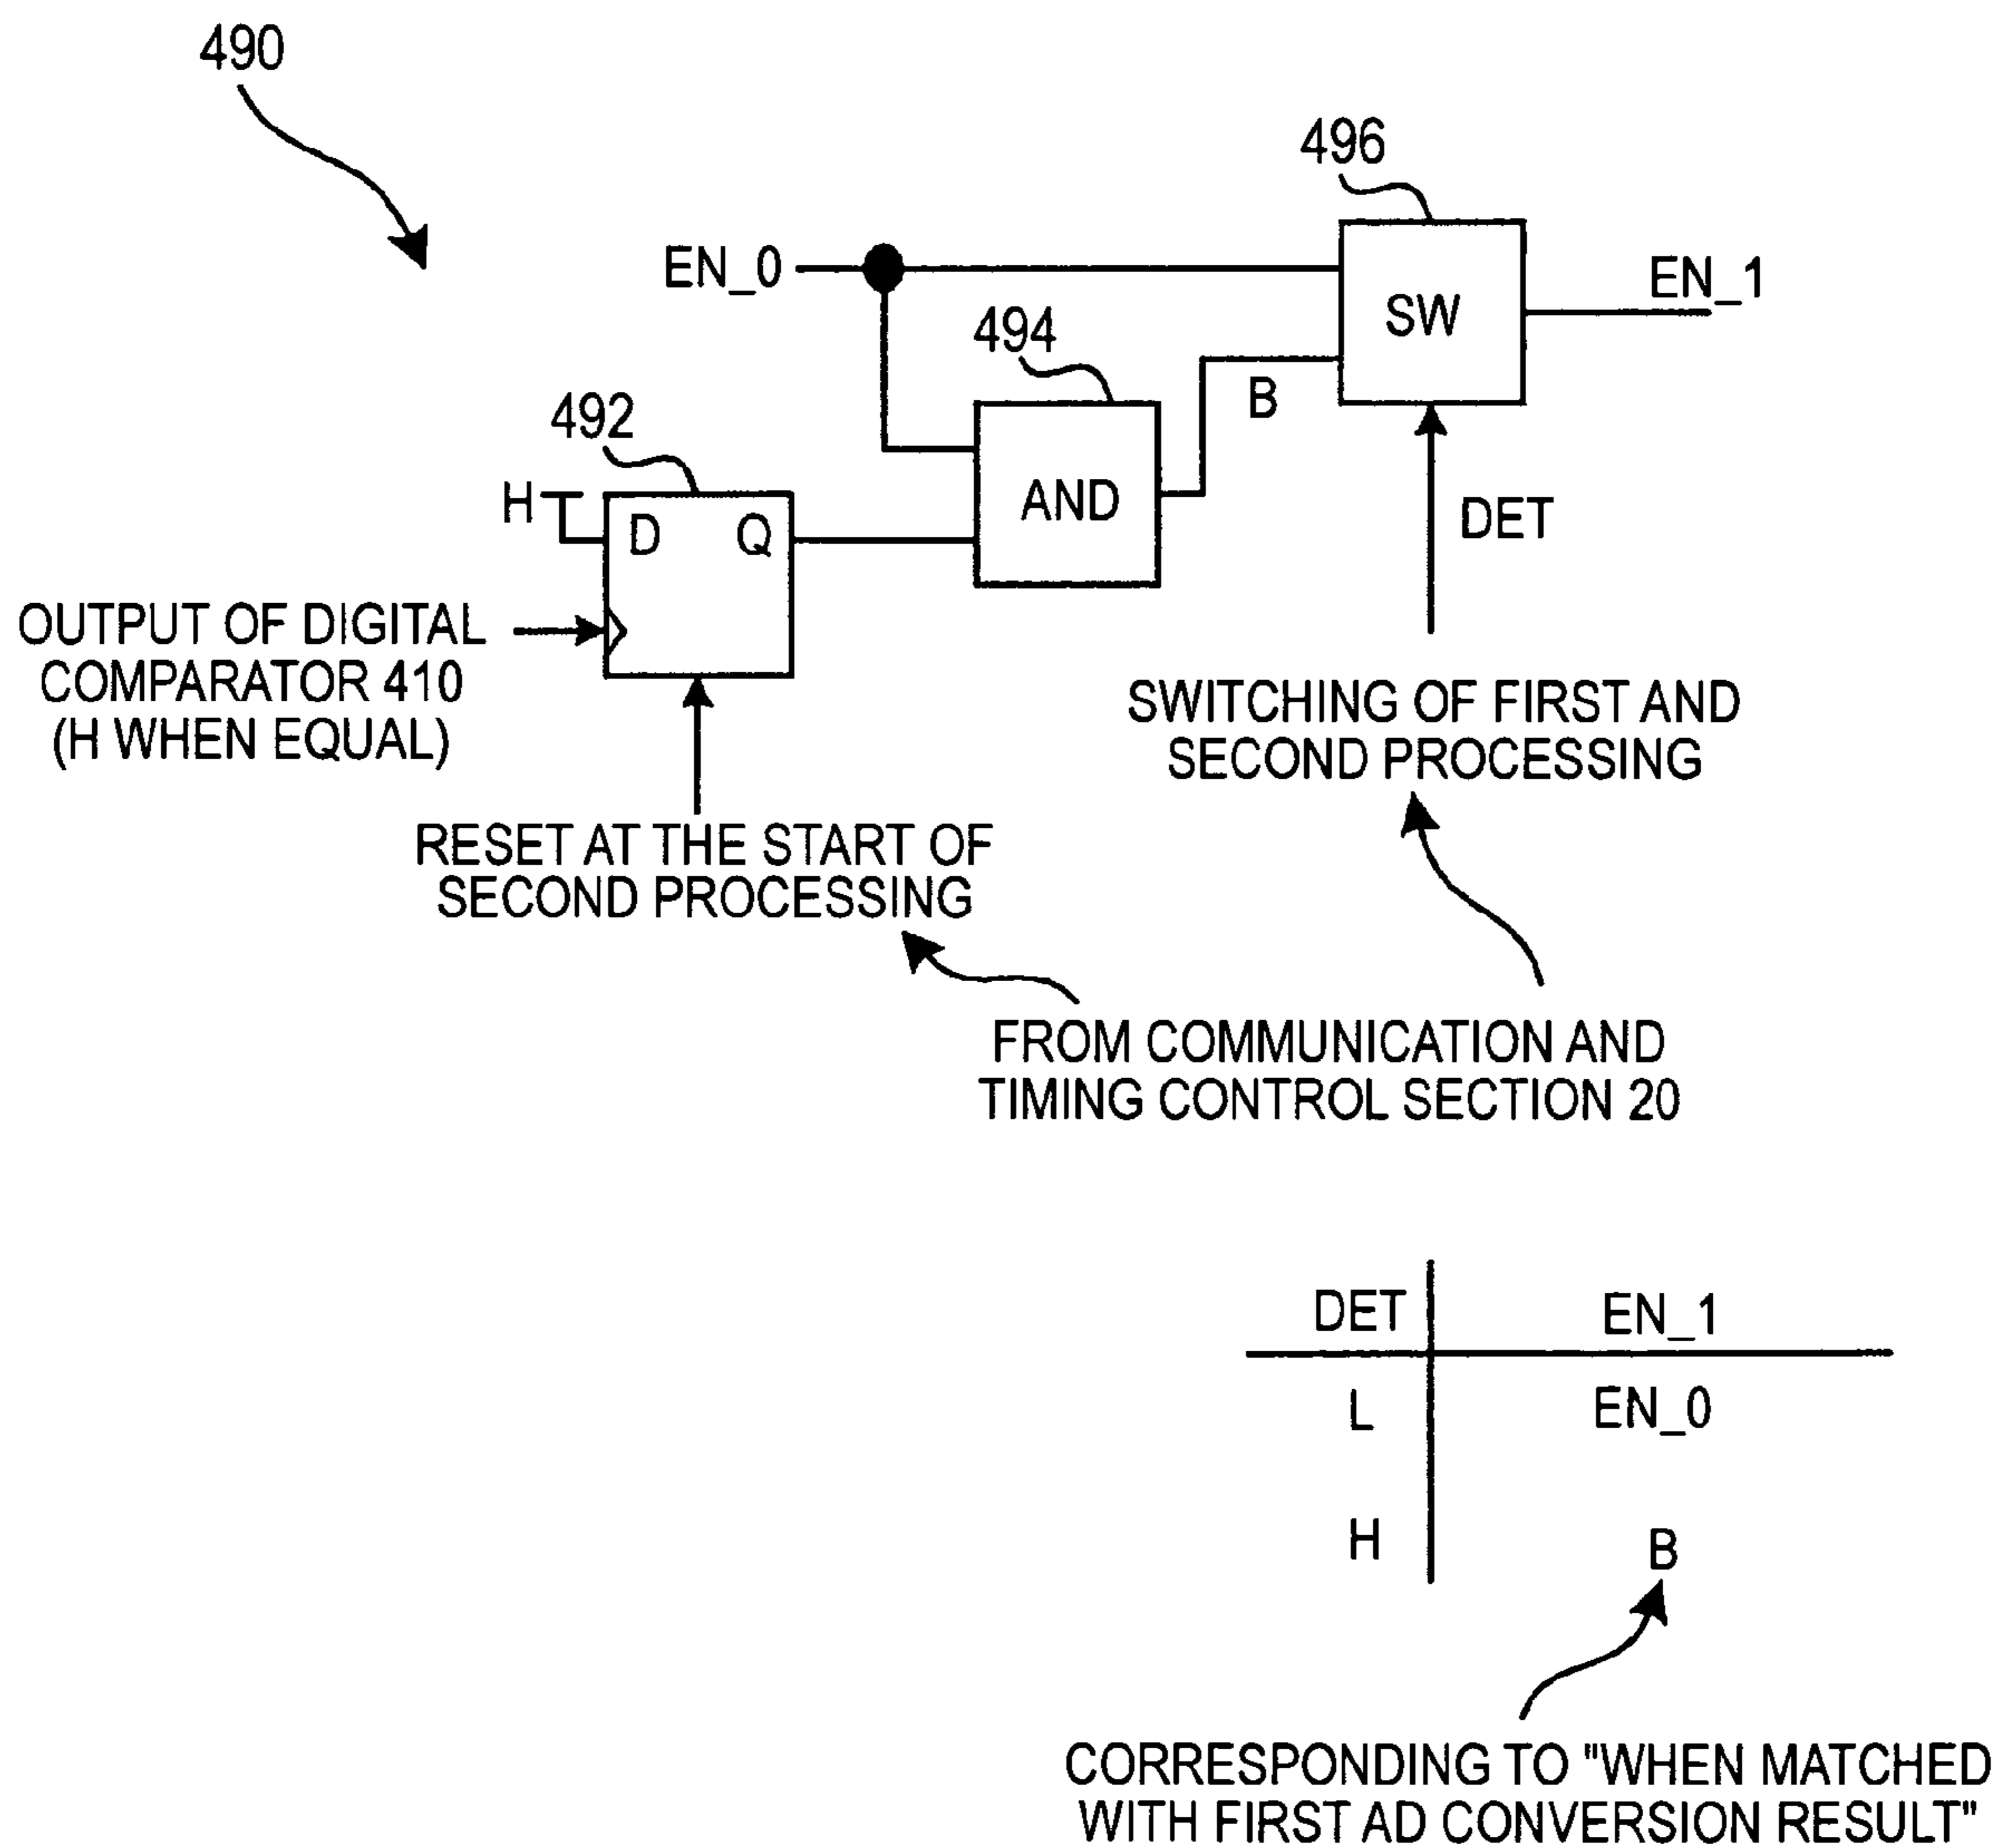 490
496
EN_0
SW
EN_1
494
B
492
AND
H
D Q
DET
OUTPUT OF DIGITAL
COMPARATOR 410
(H WHEN EQUAL)
SWITCHING OF FIRST AND
SECOND PROCESSING
RESET AT THE START OF
SECOND PROCESSING
FROM COMMUNICATION AND
TIMING CONTROL SECTION 20
DET EN_1
L EN_0
H B
CORRESPONDING TO "WHEN MATCHED
WITH FIRST AD CONVERSION RESULT"